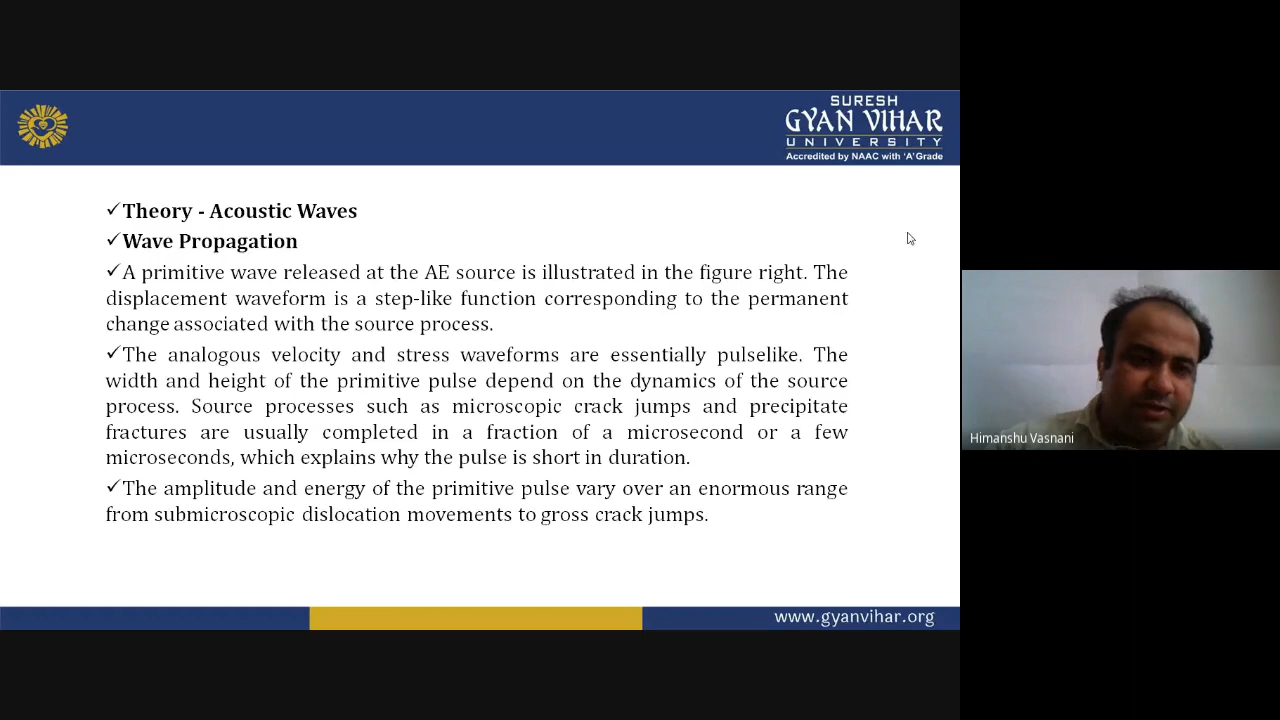 SURESH
GYAN VIHAR
UNIVERSITY
Accredited by NAAC with 'A' Grade
✓Theory - Acoustic Waves
✓Wave Propagation
✓A primitive wave released at the AE source is illustrated in the figure right. The
displacement waveform is a step-like function corresponding to the permanent
change associated with the source process.
✓The analogous velocity and stress waveforms are essentially pulselike. The
width and height of the primitive pulse depend on the dynamics of the source
process. Source processes such as microscopic crack jumps and precipitate
fractures are usually completed in a fraction of a microsecond or a few
microseconds, which explains why the pulse is short in duration.
✓The amplitude and energy of the primitive pulse vary over an enormous range
from submicroscopic dislocation movements to gross crack jumps.
Himanshu Vasnani
www.gyanvihar.org